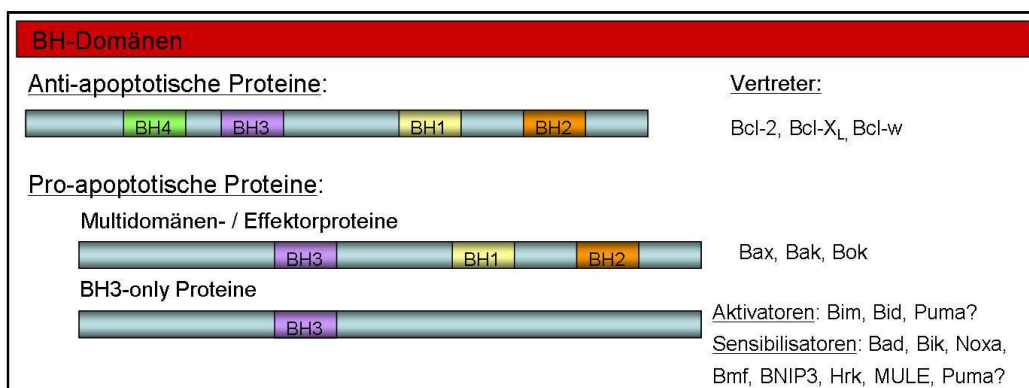 BH-Domänen
Anti-apoptotische Proteine:
Vertreter:
BH4 BH3 BH1 BH2
Bcl-2, Bcl-XL, Bcl-w
Pro-apoptotische Proteine:
Multidomänen- / Effektorproteine
BH3 BH1 BH2
Bax, Bak, Bok
BH3-only Proteine
BH3
Aktivatoren: Bim, Bid, Puma?
Sensibilisatoren: Bad, Bik, Noxa,
Bmf, BNIP3, Hrk, MULE, Puma?